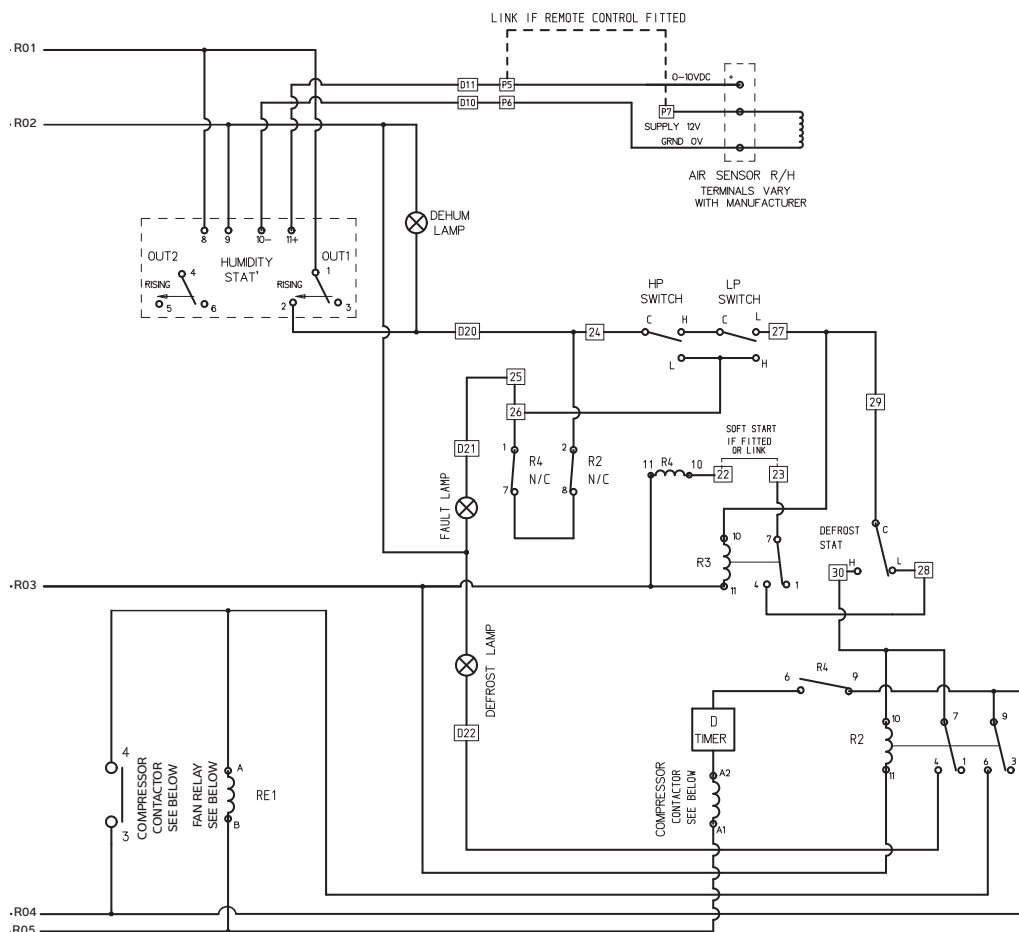 LINK IF REMOTE CONTROL FITTED
.R01
D11 P5 0-10VDC +
D10 P6
P7
.R02
SUPPLY 12V
GRND 0V
AIR SENSOR R/H
TERMINALS VARY
WITH MANUFACTURER
DEHUM
LAMP
8 9 10- 11+
OUT2 HUMIDITY STAT' OUT1
4 1
RISING RISING
5 6 2 3
HP
SWITCH
LP
SWITCH
C H C L
D20 24 27
L H
25
26
29
D21
1 R4
N/C
7
2 R2
N/C
8
SOFT START
IF FITTED
OR LINK
11 R4 10 22 23
FAULT LAMP
10 7
R3
11 4 1
DEFROST
STAT
C
H L
30 28
.R03
DEFROST LAMP
D22
6 R4 9
D
TIMER
10 7 9
R2
11 4 1 6 3
4
COMPRESSOR
CONTACTOR
SEE BELOW
3
FAN RELAY
SEE BELOW
A
RE1
B
COMPRESSOR
CONTACTOR
SEE BELOW
A2
A1
.R04
.R05